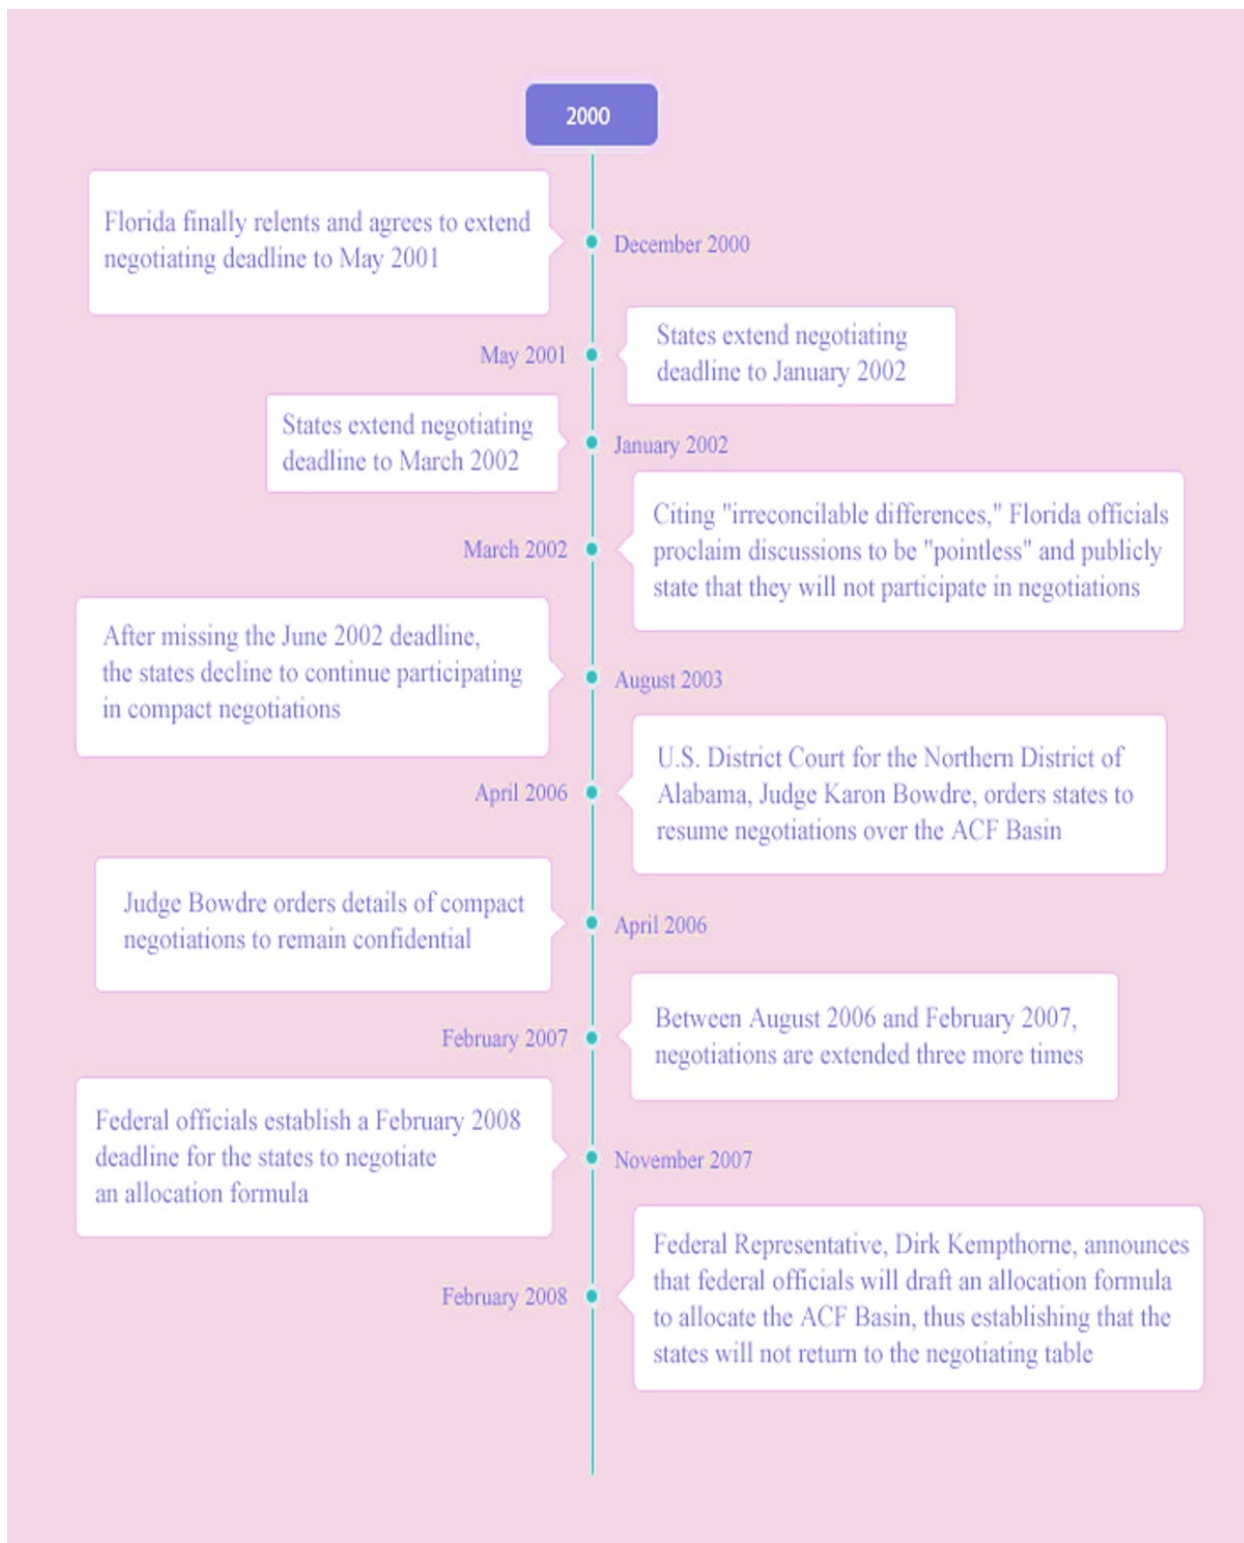 2000
Florida finally relents and agrees to extend
negotiating deadline to May 2001
December 2000
May 2001
States extend negotiating
deadline to January 2002
States extend negotiating
deadline to March 2002
January 2002
March 2002
Citing "irreconcilable differences," Florida officials
proclaim discussions to be "pointless" and publicly
state that they will not participate in negotiations
After missing the June 2002 deadline,
the states decline to continue participating
in compact negotiations
August 2003
April 2006
U.S. District Court for the Northern District of
Alabama, Judge Karon Bowdre, orders states to
resume negotiations over the ACF Basin
Judge Bowdre orders details of compact
negotiations to remain confidential
April 2006
February 2007
Between August 2006 and February 2007,
negotiations are extended three more times
Federal officials establish a February 2008
deadline for the states to negotiate
an allocation formula
November 2007
February 2008
Federal Representative, Dirk Kempthorne, announces
that federal officials will draft an allocation formula
to allocate the ACF Basin, thus establishing that the
states will not return to the negotiating table